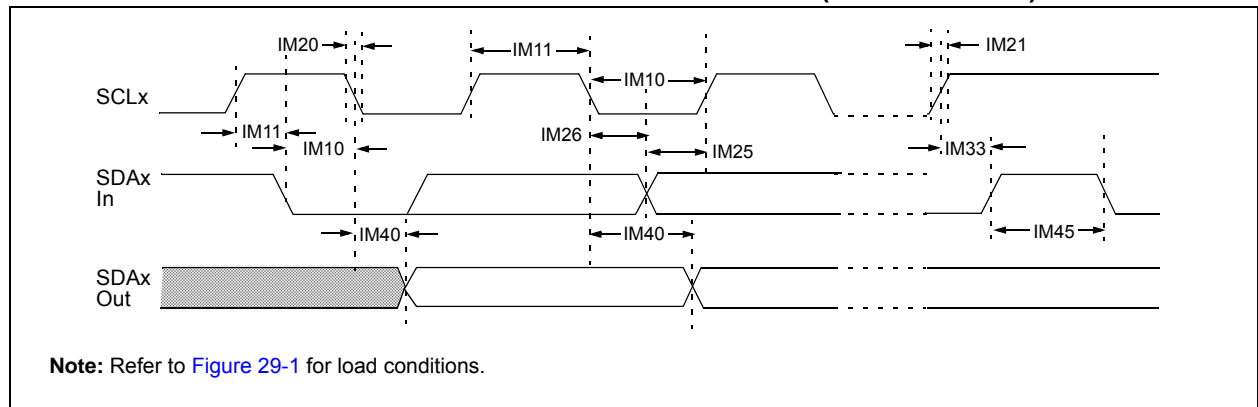 IM20
IM11
IM21
IM10
SCLx
IM11
IM26
IM10
IM25
IM33
SDAx
In
IM40
IM40
IM45
SDAx
Out
Note: Refer to Figure 29-1 for load conditions.